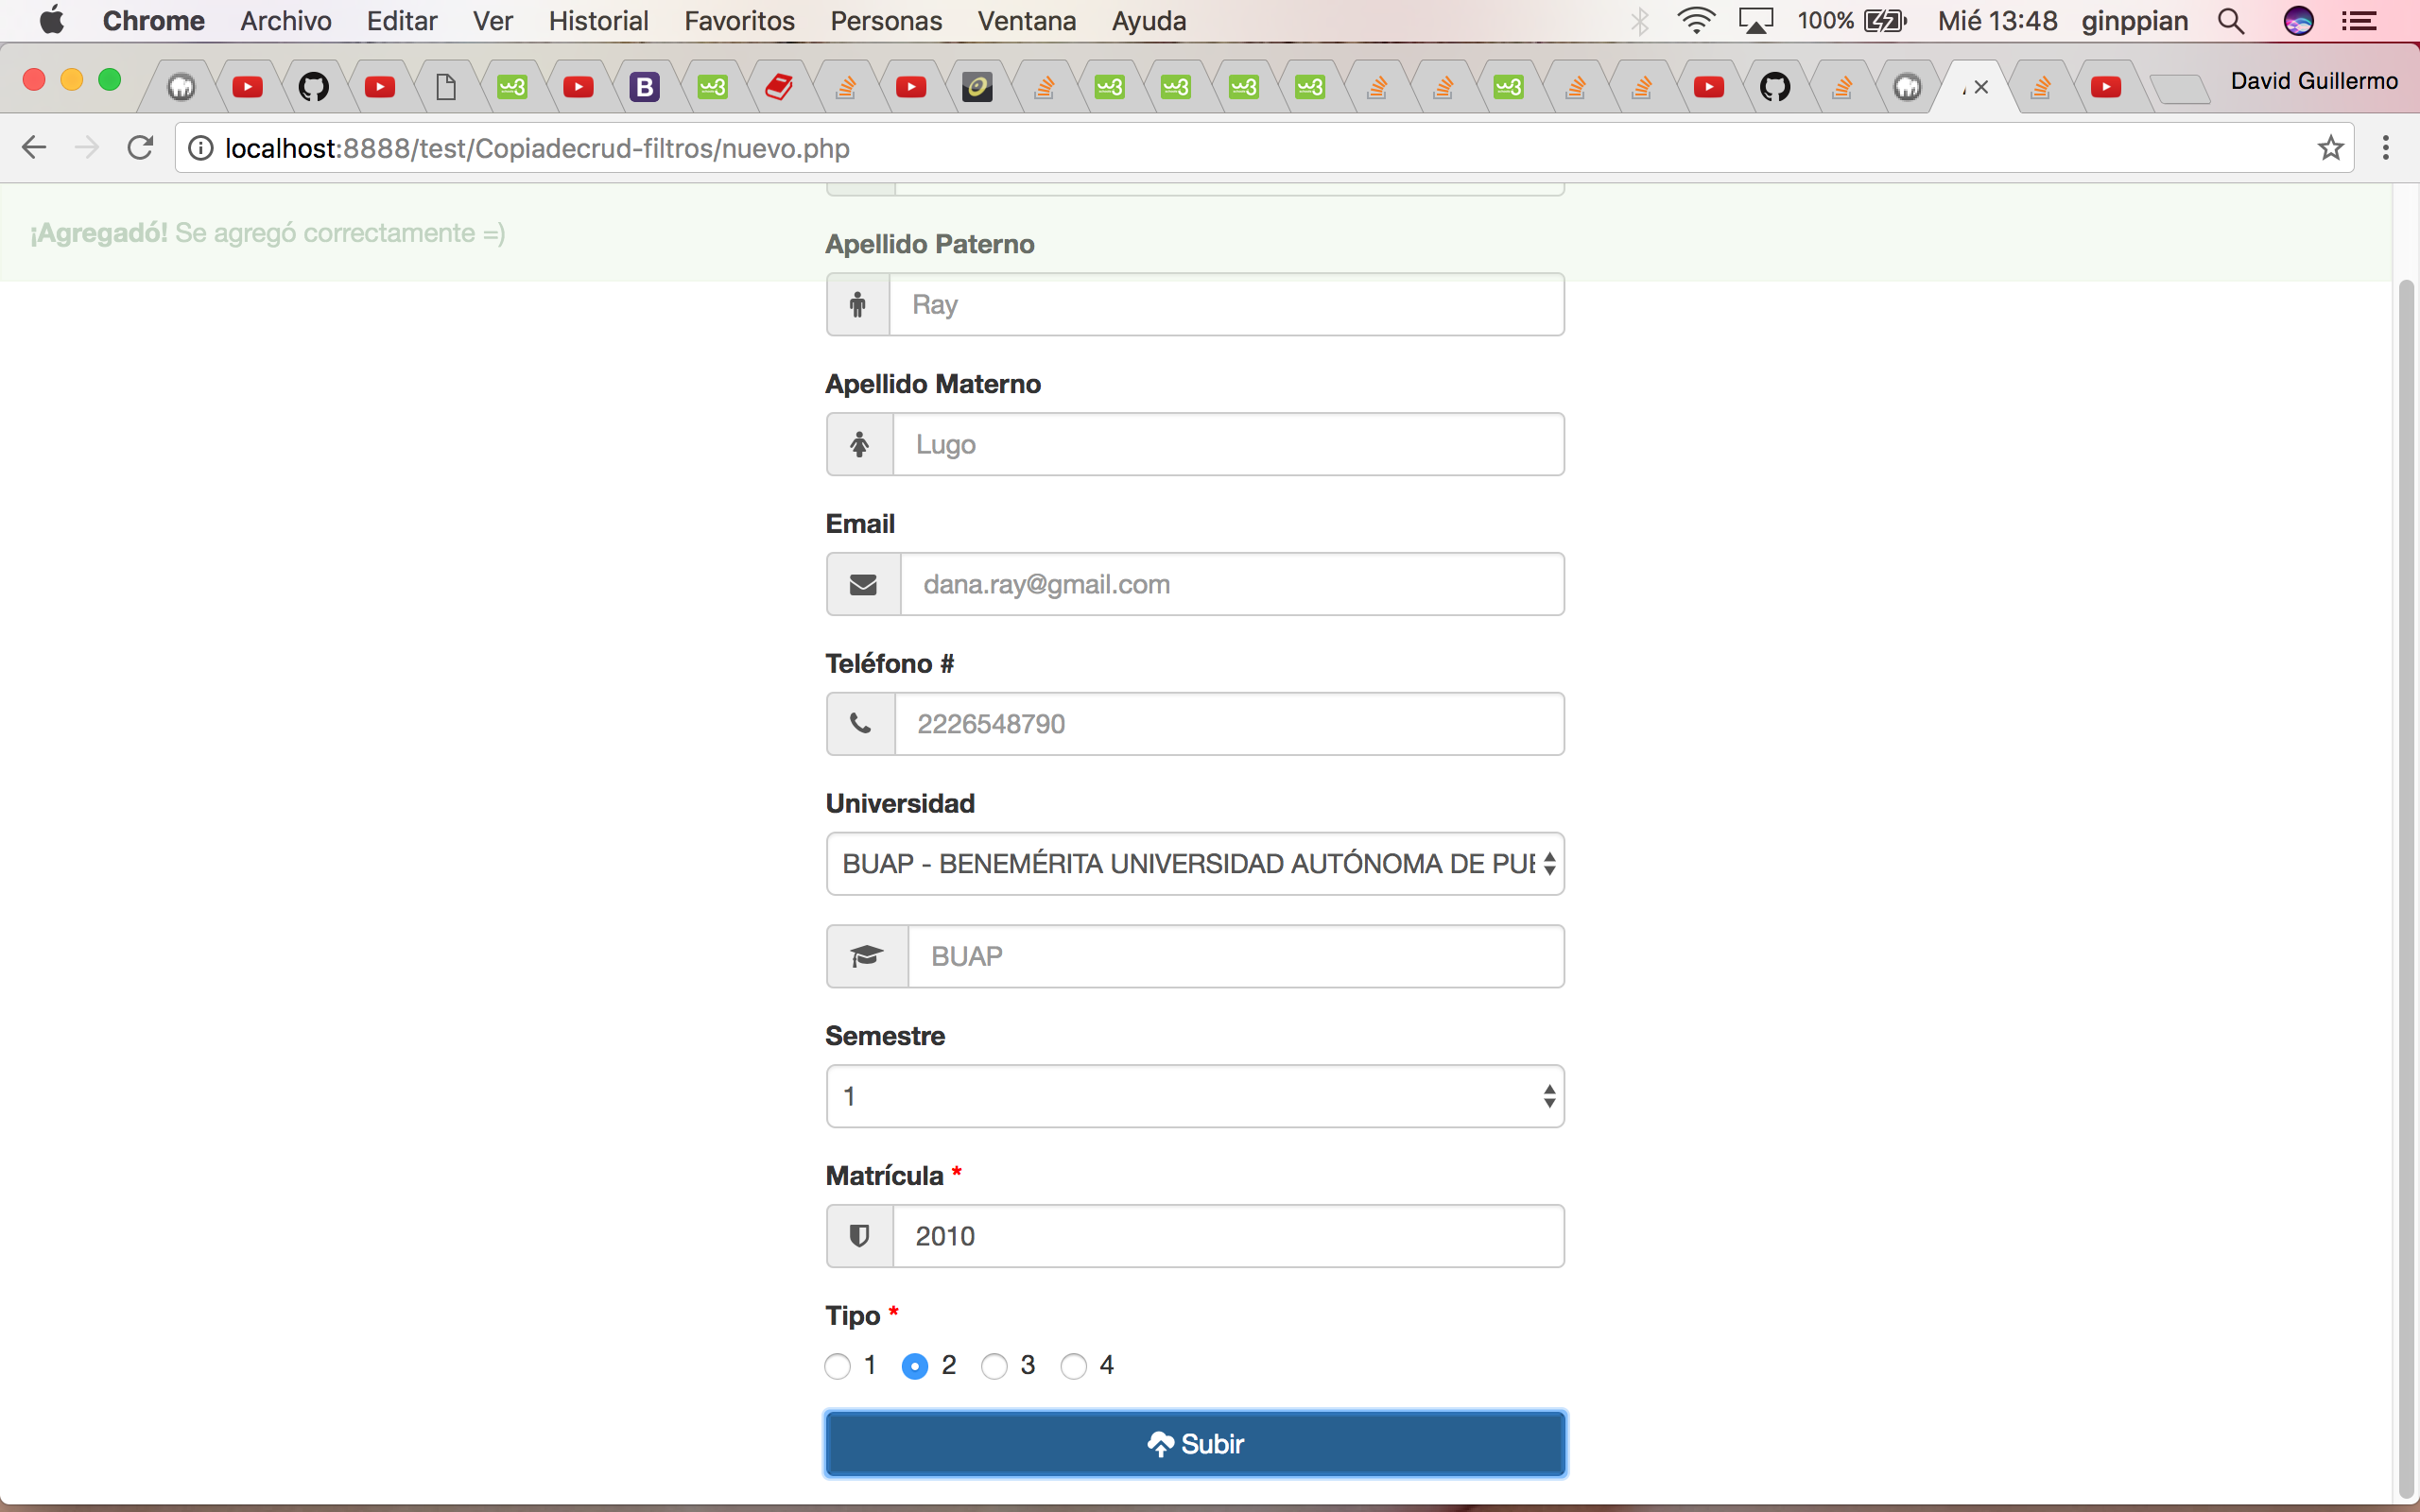 Chrome Archivo Editar Ver Historial Favoritos Personas Ventana Ayuda 100% Mié 13:48 ginppian
David Guillermo
localhost:8888/test/Copiadecrud-filtros/nuevo.php
¡Agregadó! Se agregó correctamente =)
Apellido Paterno
Ray
Apellido Materno
Lugo
Email
dana.ray@gmail.com
Teléfono #
2226548790
Universidad
BUAP - BENEMÉRITA UNIVERSIDAD AUTÓNOMA DE PUE
BUAP
Semestre
1
Matrícula *
2010
Tipo *
1 2 3 4
Subir